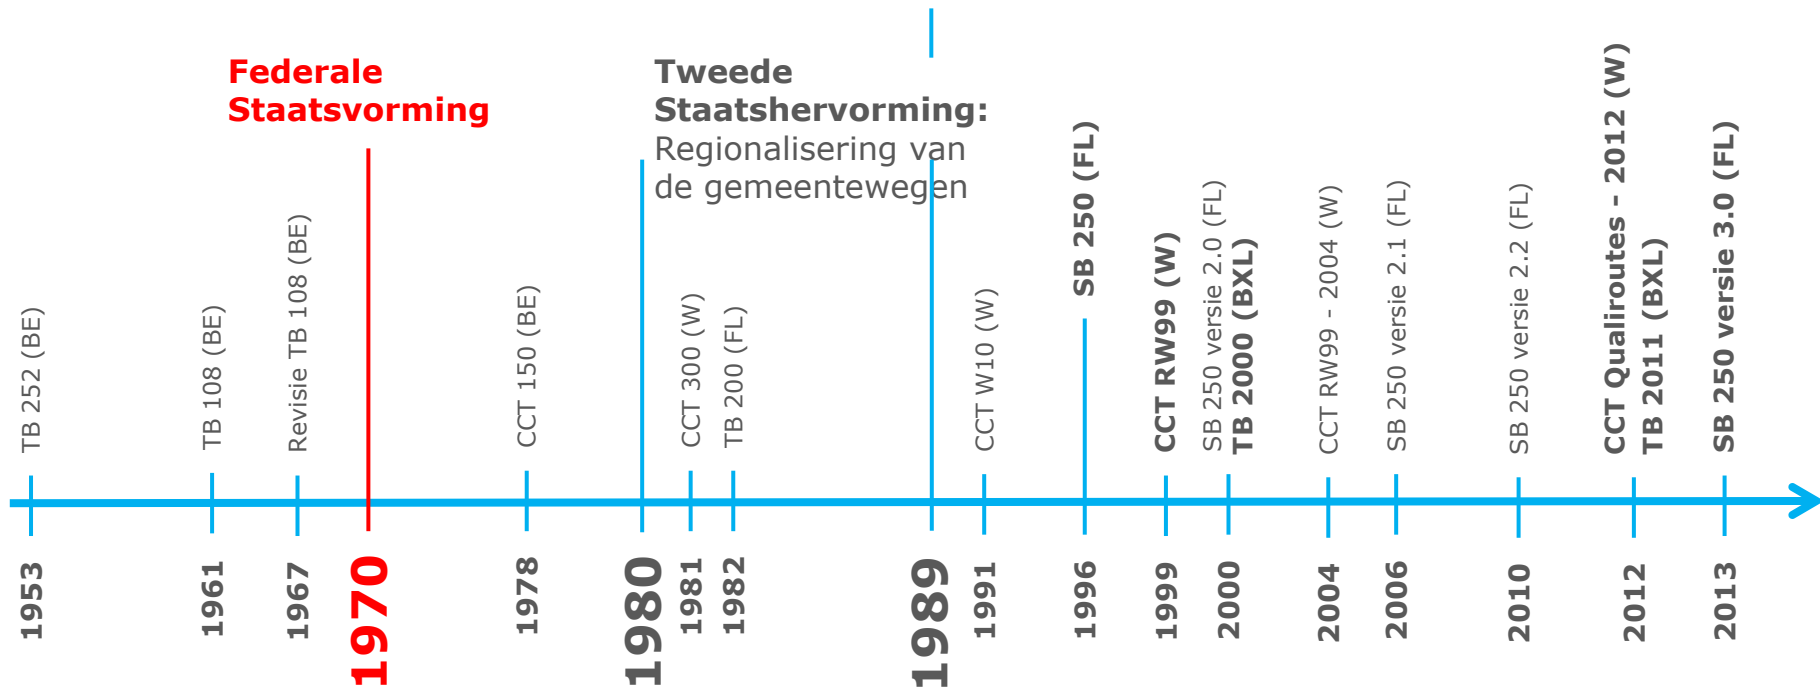 Federale
Staatsvorming
Tweede
Staatshervorming:
Regionalisering van
de gemeentewegen
TB 252 (BE)
TB 108 (BE)
Revisie TB 108 (BE)
CCT 150 (BE)
CCT 300 (W)
TB 200 (FL)
CCT W10 (W)
SB 250 (FL)
CCT RW99 (W)
SB 250 versie 2.0 (FL)
TB 2000 (BXL)
CCT RW99 - 2004 (W)
SB 250 versie 2.1 (FL)
SB 250 versie 2.2 (FL)
CCT Qualiroutes - 2012 (W)
TB 2011 (BXL)
SB 250 versie 3.0 (FL)
1953
1961
1967
1970
1978
1980
1981
1982
1989
1991
1996
1999
2000
2004
2006
2010
2012
2013